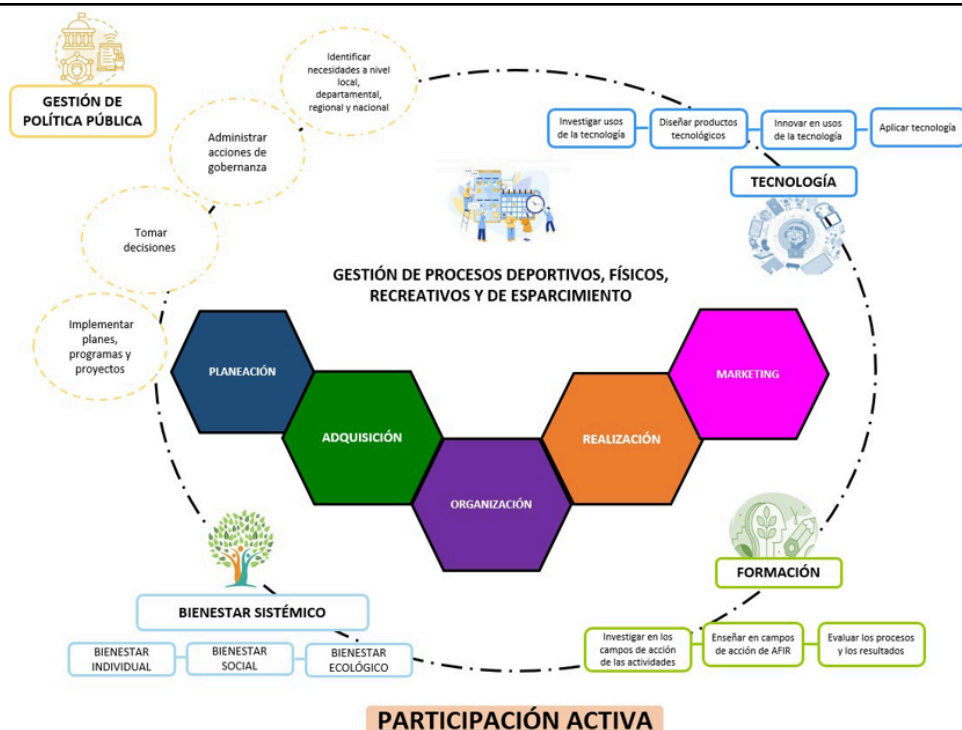 GESTIÓN DE
POLÍTICA PÚBLICA
Identificar
necesidades a nivel
local,
departamental,
regional y nacional
Administrar
acciones de
gobernanza
Tomar
decisiones
Implementar
planes,
programas y
proyectos
Investigar usos
de la tecnología
Diseñar productos
tecnológicos
Innovar en usos
de la tecnología
Aplicar tecnología
TECNOLOGÍA
GESTIÓN DE PROCESOS DEPORTIVOS, FÍSICOS,
RECREATIVOS Y DE ESPARCIMIENTO
PLANEACIÓN
ADQUISICIÓN
ORGANIZACIÓN
REALIZACIÓN
MARKETING
BIENESTAR SISTÉMICO
BIENESTAR
INDIVIDUAL
BIENESTAR
SOCIAL
BIENESTAR
ECOLÓGICO
FORMACIÓN
Investigar en los
campos de acción
de las actividades
Enseñar en campos
de acción de AFIR
Evaluar los procesos
y los resultados
PARTICIPACIÓN ACTIVA